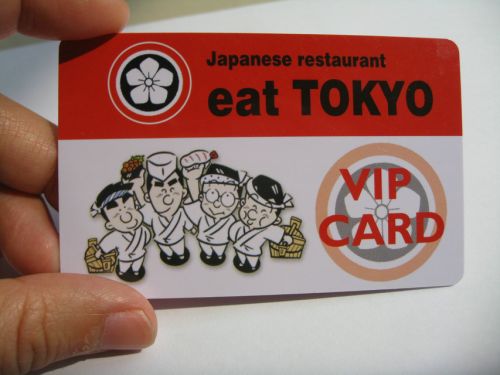 Japanese restaurant
eat TOKYO
VIP
CARD